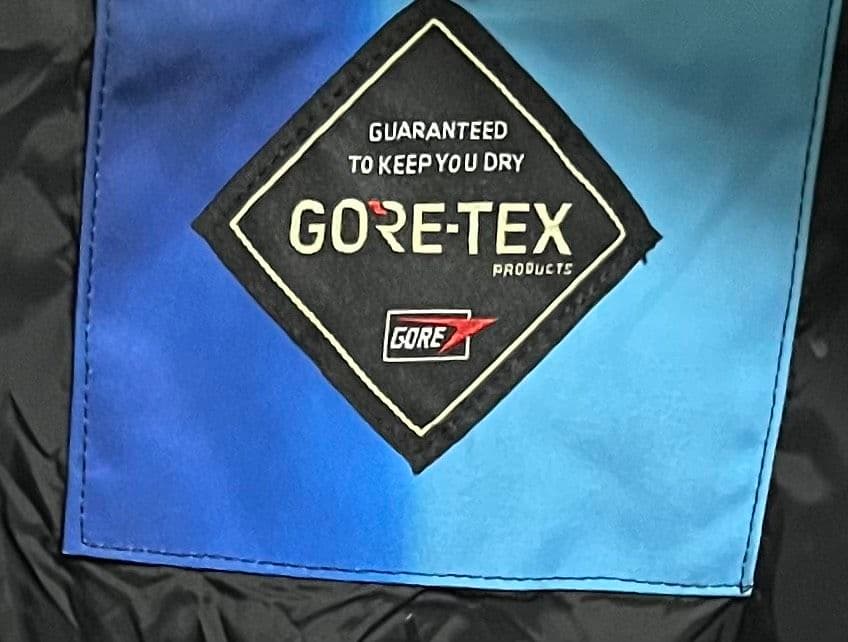 GUARANTEED
TO KEEP YOU DRY
GORE-TEX
PRODUCTS
GORE